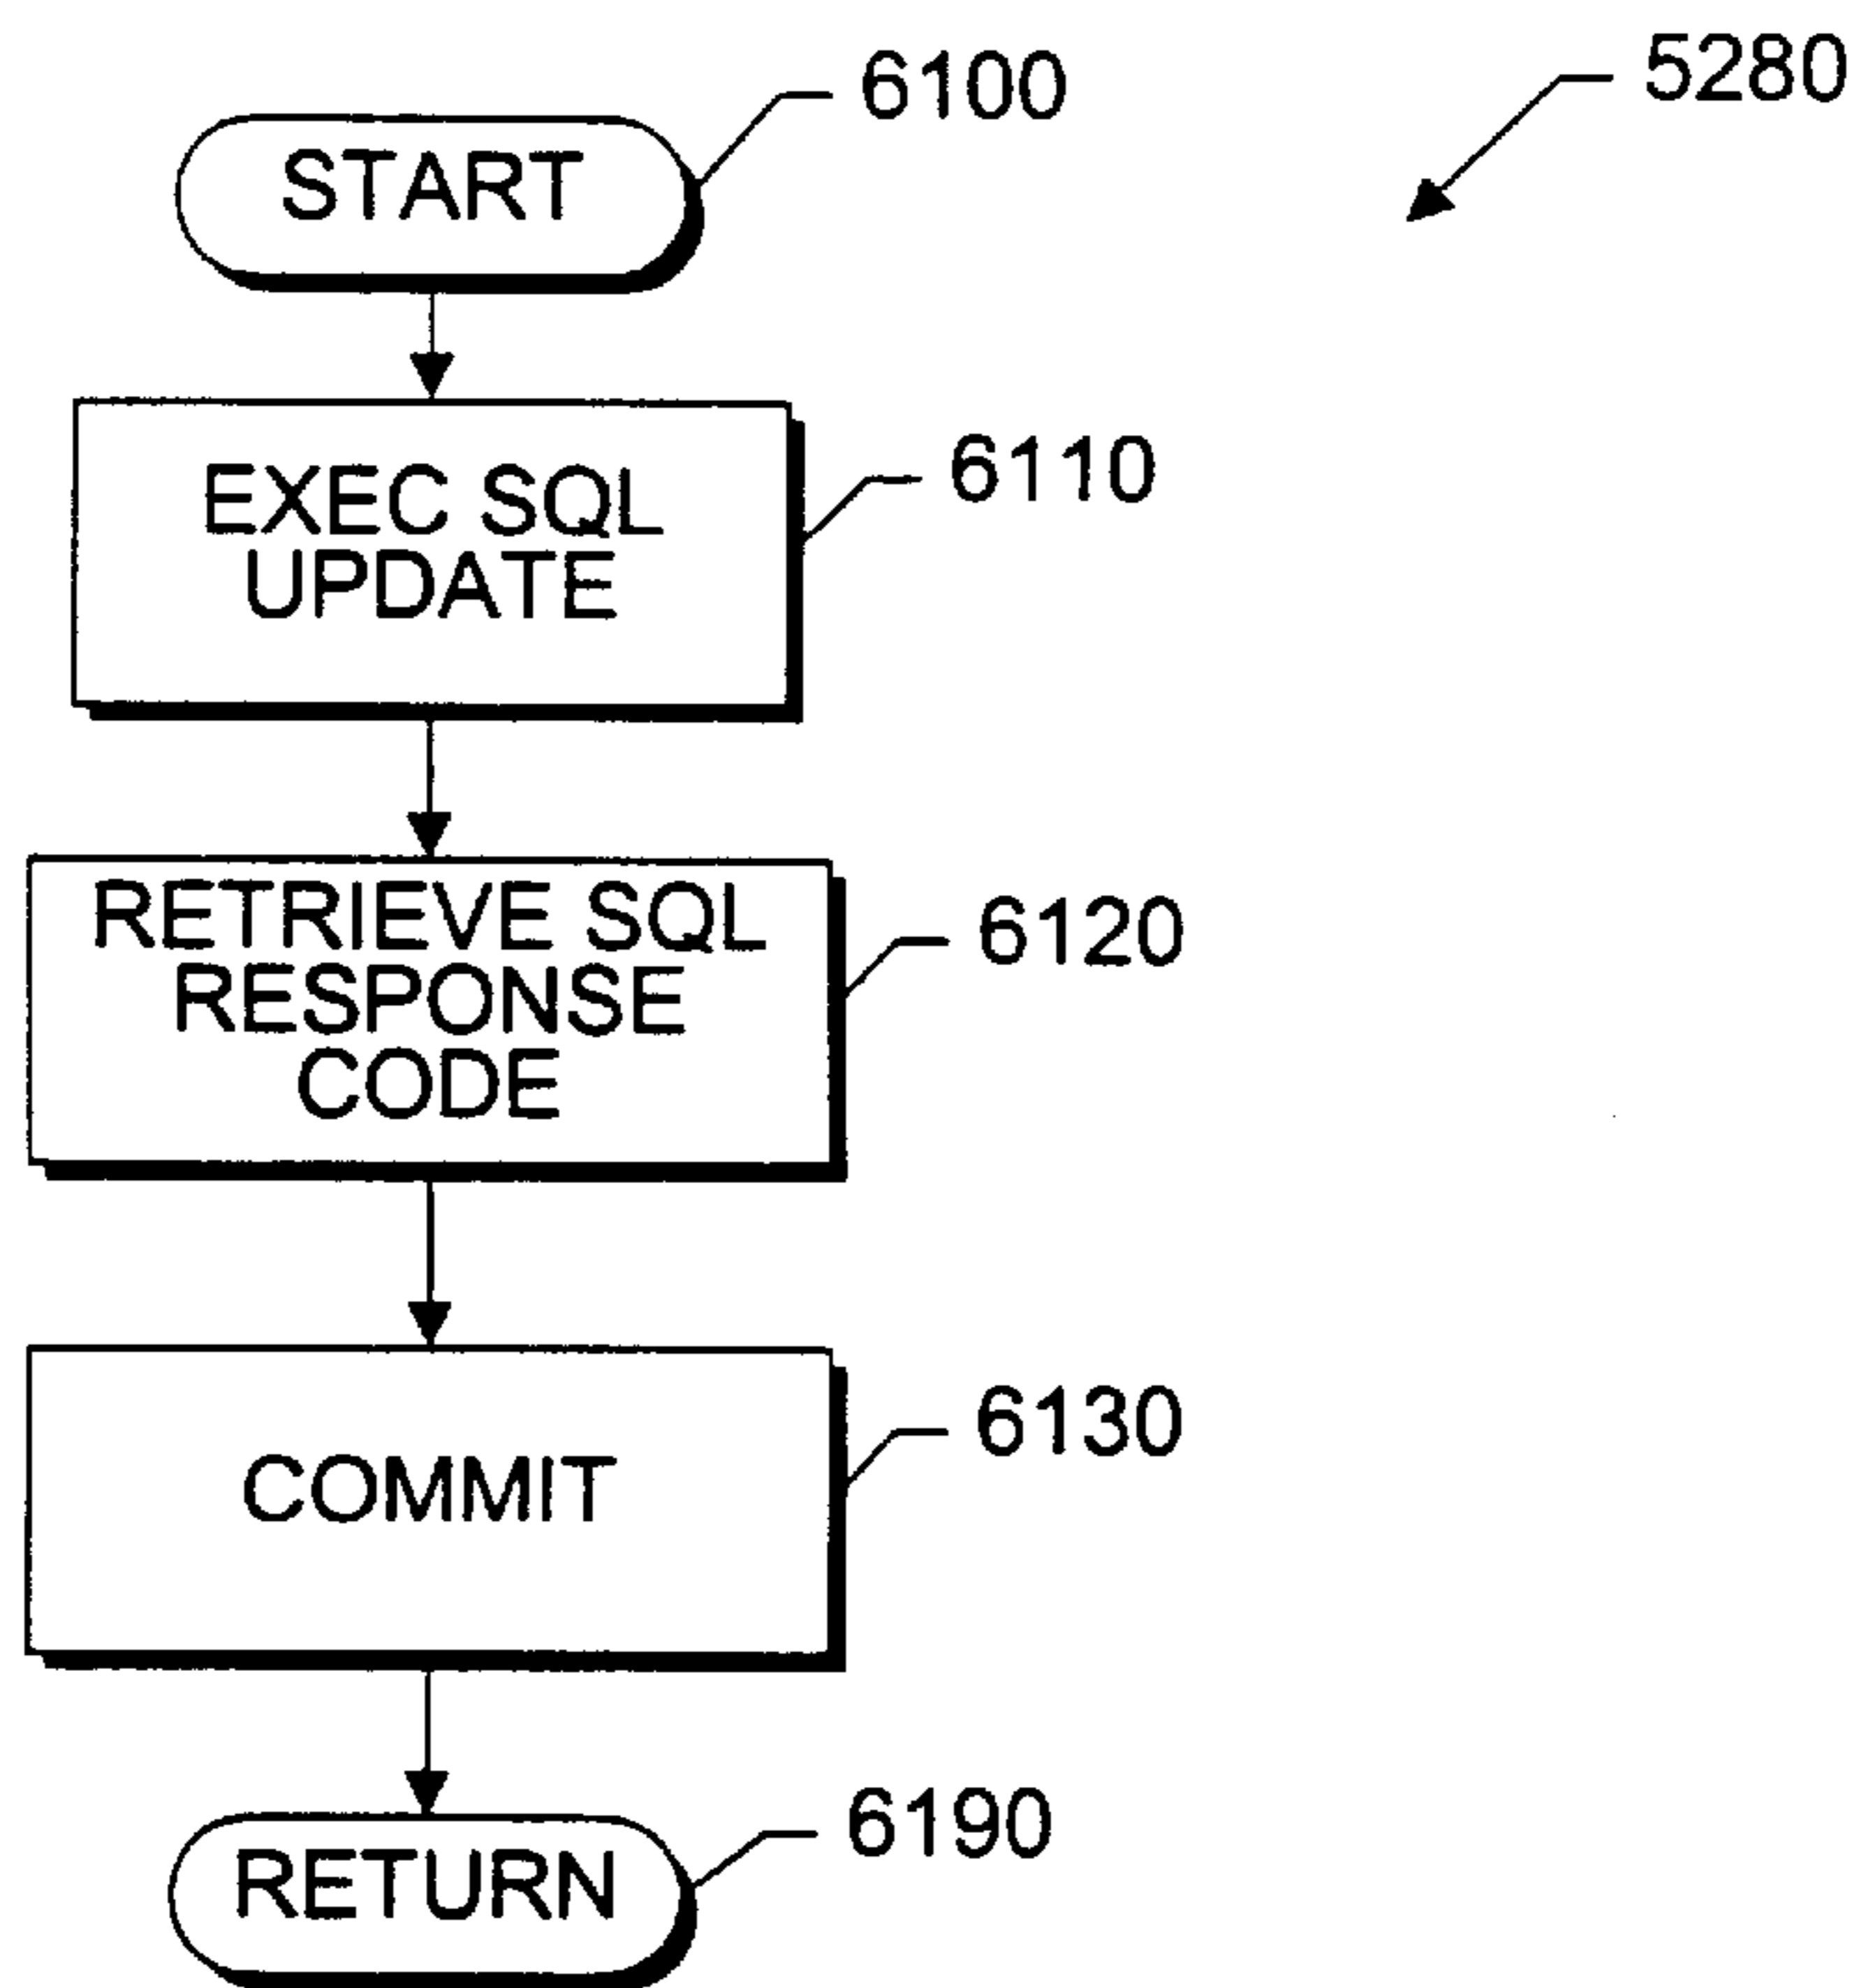 5280
6100
START
6110
EXEC SQL
UPDATE
6120
RETRIEVE SQL
RESPONSE
CODE
6130
COMMIT
6190
RETURN